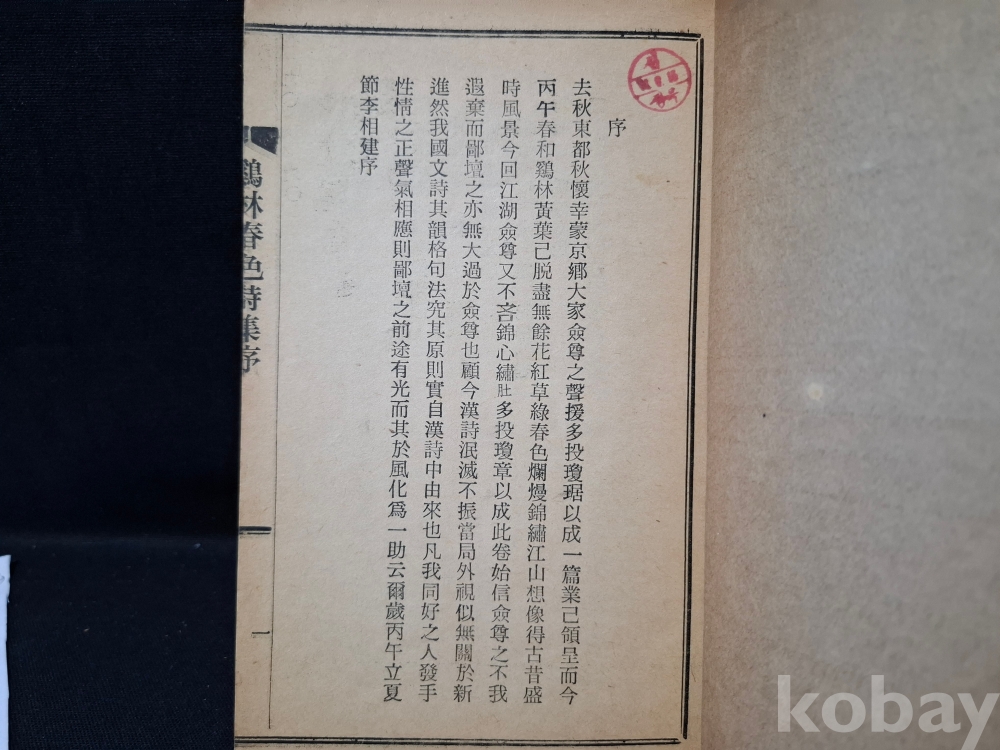 序
去秋東都秋懷幸蒙京鄉大家僉尊之聲援多投瓊琚以成一篇業已領呈而今
丙午春和鷄林黃葉己脱盡無餘花紅草綠春色爛熳錦繡江山想像得古昔盛
時風景今回江湖僉尊又不吝錦心繡肚多投瓊章以成此卷始信僉尊之不我
遐棄而鄙壇之亦無大過於僉尊也顧今漢詩泯滅不振當局外視似無關於新
進然我國文詩其韻格句法究其原則實自漢詩中由來也凡我同好之人發乎
性情之正聲氣相應則鄙壇之前途有光而其於風化爲一助云爾歲丙午立夏
節李相建序
鷄林春色詩集序
一
kobay